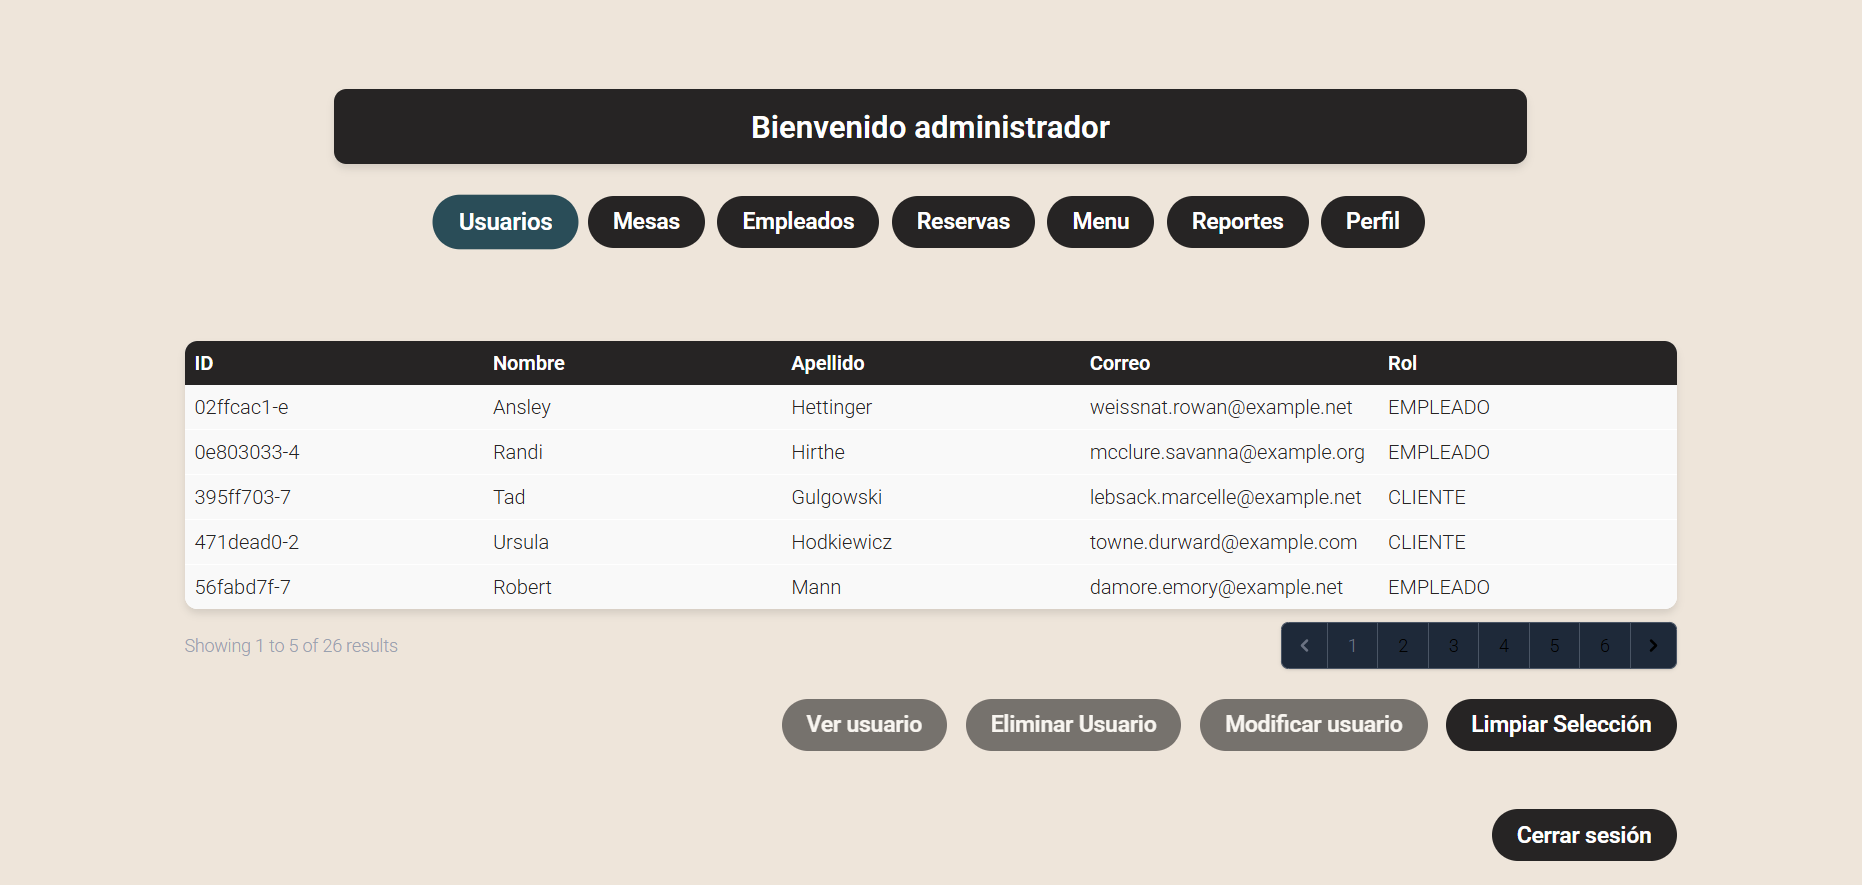 Bienvenido administrador
Usuarios Mesas Empleados Reservas Menu Reportes Perfil
ID Nombre Apellido Correo Rol
02ffcac1-e Ansley Hettinger weissnat.rowan@example.net EMPLEADO
0e803033-4 Randi Hirthe mcclure.savanna@example.org EMPLEADO
395ff703-7 Tad Gulgowski lebsack.marcelle@example.net CLIENTE
471dead0-2 Ursula Hodkiewicz towne.durward@example.com CLIENTE
56fabd7f-7 Robert Mann damore.emory@example.net EMPLEADO
Showing 1 to 5 of 26 results 1 2 3 4 5 6
Ver usuario Eliminar Usuario Modificar usuario Limpiar Selección
Cerrar sesión